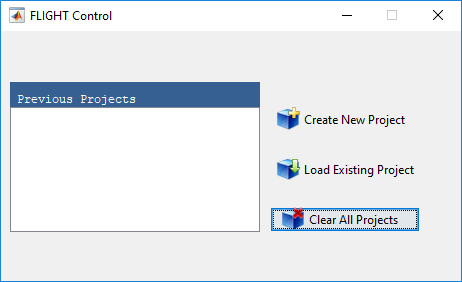 FLIGHT Control
Previous Projects
Create New Project
Load Existing Project
Clear All Projects